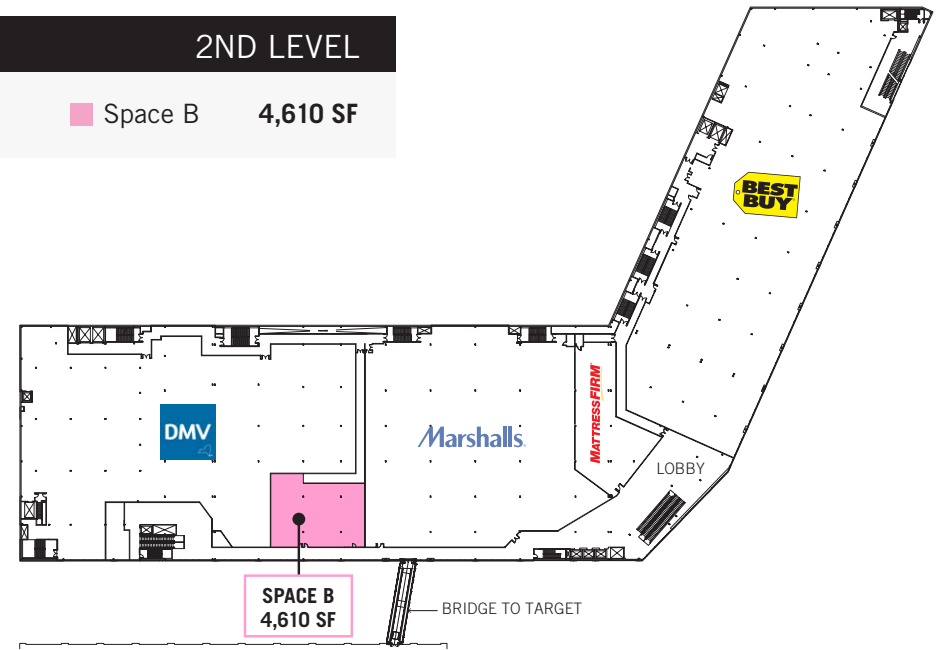 2ND LEVEL
Space B 4,610 SF
BEST
BUY
DMV
Marshalls
MATTRESSFIRM
LOBBY
SPACE B
4,610 SF
BRIDGE TO TARGET